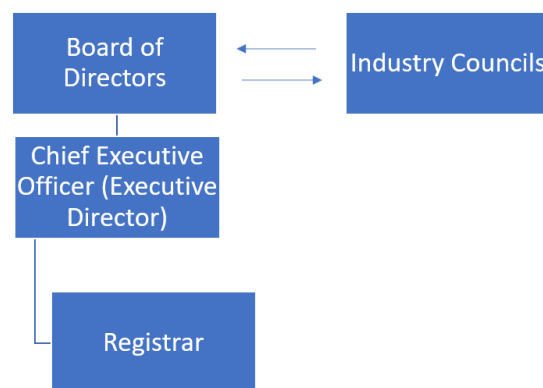 Board of
Directors
Industry Councils
Chief Executive
Officer (Executive
Director)
Registrar